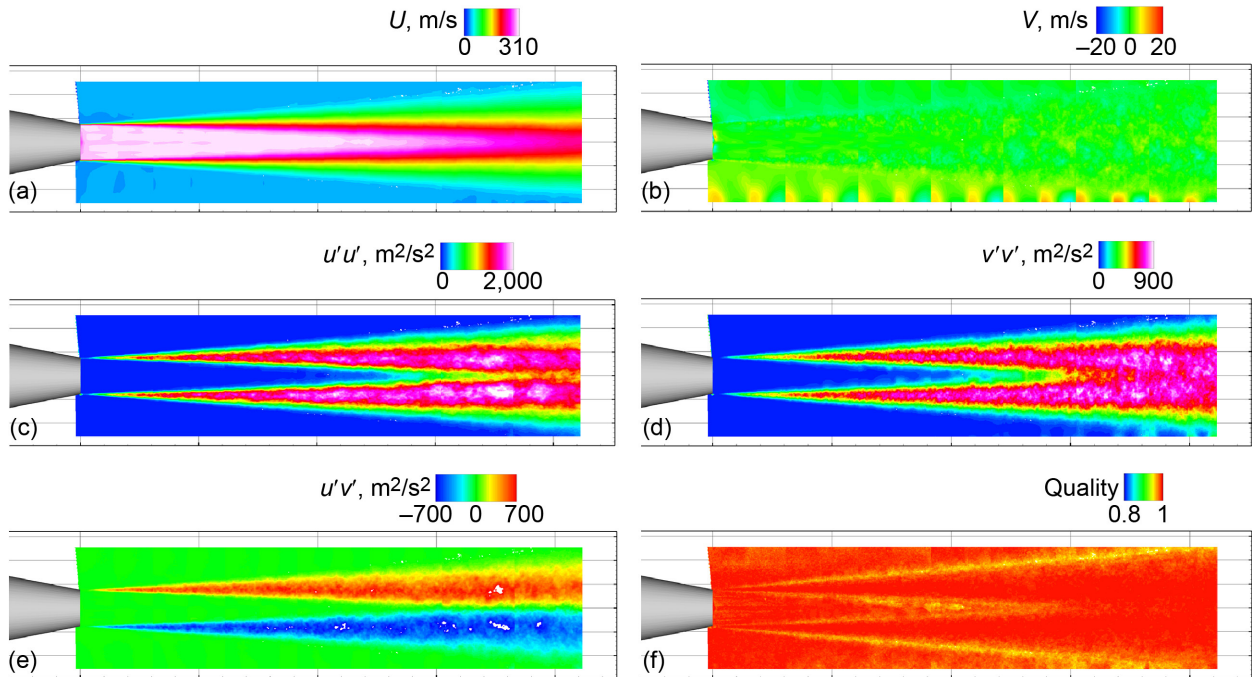 U, m/s
0 310
V, m/s
–20 0 20
(a)
(b)
u′u′, m2/s2
0 2,000
v′v′, m2/s2
0 900
(c)
(d)
u′v′, m2/s2
–700 0 700
Quality
0.8 1
(e)
(f)